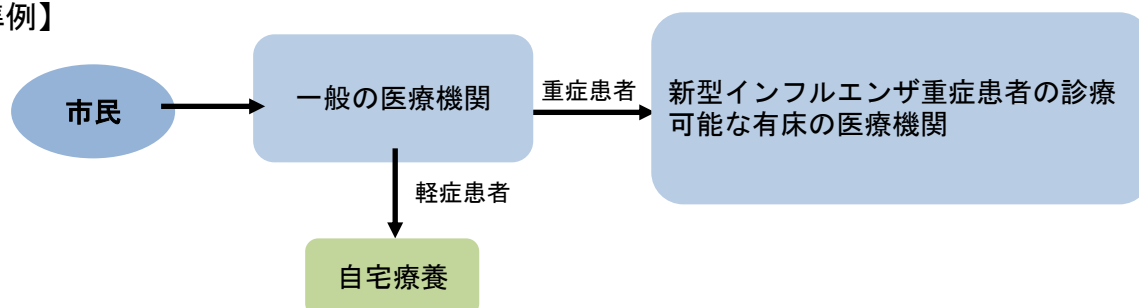 例】
市民
一般の医療機関
重症患者
新型インフルエンザ重症患者の診療
可能な有床の医療機関
軽症患者
自宅療養